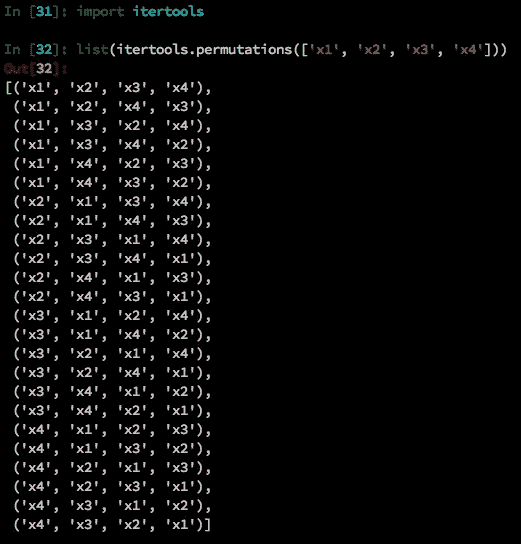 In [31]: import itertools
In [32]: list(itertools.permutations(['x1', 'x2', 'x3', 'x4']))
Out[32]:
[('x1', 'x2', 'x3', 'x4'),
('x1', 'x2', 'x4', 'x3'),
('x1', 'x3', 'x2', 'x4'),
('x1', 'x3', 'x4', 'x2'),
('x1', 'x4', 'x2', 'x3'),
('x1', 'x4', 'x3', 'x2'),
('x2', 'x1', 'x3', 'x4'),
('x2', 'x1', 'x4', 'x3'),
('x2', 'x3', 'x1', 'x4'),
('x2', 'x3', 'x4', 'x1'),
('x2', 'x4', 'x1', 'x3'),
('x2', 'x4', 'x3', 'x1'),
('x3', 'x1', 'x2', 'x4'),
('x3', 'x1', 'x4', 'x2'),
('x3', 'x2', 'x1', 'x4'),
('x3', 'x2', 'x4', 'x1'),
('x3', 'x4', 'x1', 'x2'),
('x3', 'x4', 'x2', 'x1'),
('x4', 'x1', 'x2', 'x3'),
('x4', 'x1', 'x3', 'x2'),
('x4', 'x2', 'x1', 'x3'),
('x4', 'x2', 'x3', 'x1'),
('x4', 'x3', 'x1', 'x2'),
('x4', 'x3', 'x2', 'x1')]